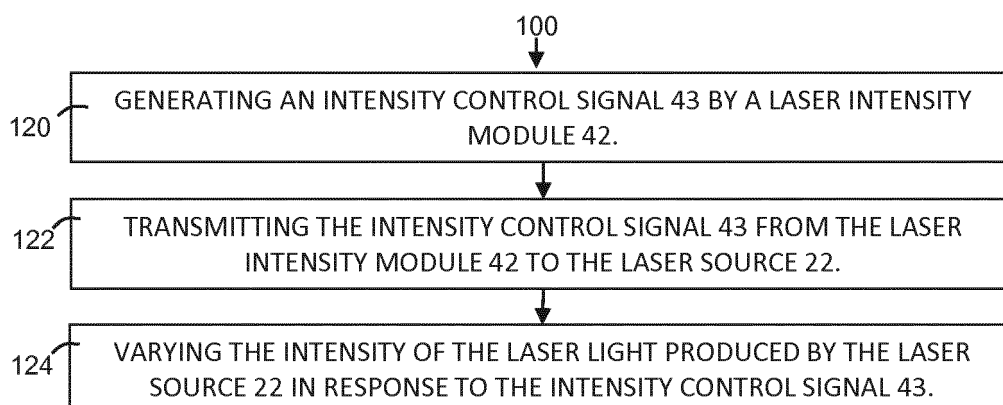 100
120
GENERATING AN INTENSITY CONTROL SIGNAL 43 BY A LASER INTENSITY
MODULE 42.
122
TRANSMITTING THE INTENSITY CONTROL SIGNAL 43 FROM THE LASER
INTENSITY MODULE 42 TO THE LASER SOURCE 22.
124
VARYING THE INTENSITY OF THE LASER LIGHT PRODUCED BY THE LASER
SOURCE 22 IN RESPONSE TO THE INTENSITY CONTROL SIGNAL 43.